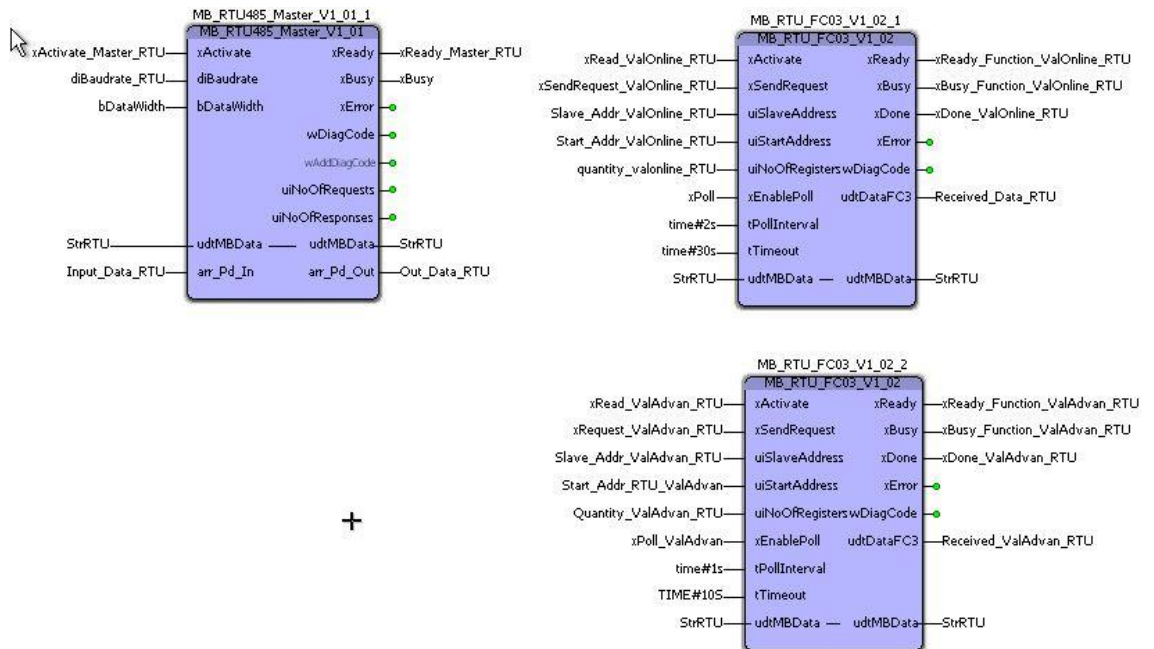 MB_RTU485_Master_V1_01_1
MB_RTU485_Master_V1_01
xActivate_Master_RTU xActivate xReady xReady_Master_RTU
diBaudrate_RTU diBaudrate xBusy xBusy
bDataWidth bDataWidth xError
wDiagCode
wAddDiagCode
uiNoOfRequests
uiNoOfResponses
StrRTU udtMBData udtMBData StrRTU
Input_Data_RTU arr_Pd_In arr_Pd_Out Out_Data_RTU
MB_RTU_FC03_V1_02_1
MB_RTU_FC03_V1_02
xRead_ValOnline_RTU xActivate xReady xReady_Function_ValOnline_RTU
xSendRequest_ValOnline_RTU xSendRequest xBusy xBusy_Function_ValOnline_RTU
Slave_Addr_ValOnline_RTU uiSlaveAddress xDone xDone_ValOnline_RTU
Start_Addr_ValOnline_RTU uiStartAddress xError
quantity_valonline_RTU uiNoOfRegisters wDiagCode
xPoll xEnablePoll udtDataFC3 Received_Data_RTU
time#2s tPollInterval
time#30s tTimeout
StrRTU udtMBData udtMBData StrRTU
MB_RTU_FC03_V1_02_2
MB_RTU_FC03_V1_02
xRead_ValAdvan_RTU xActivate xReady xReady_Function_ValAdvan_RTU
xRequest_ValAdvan_RTU xSendRequest xBusy xBusy_Function_ValAdvan_RTU
Slave_Addr_ValAdvan_RTU uiSlaveAddress xDone xDone_ValAdvan_RTU
Start_Addr_RTU_ValAdvan uiStartAddress xError
Quantity_ValAdvan_RTU uiNoOfRegisters wDiagCode
xPoll_ValAdvan xEnablePoll udtDataFC3 Received_ValAdvan_RTU
time#1s tPollInterval
TIME#10S tTimeout
StrRTU udtMBData udtMBData StrRTU